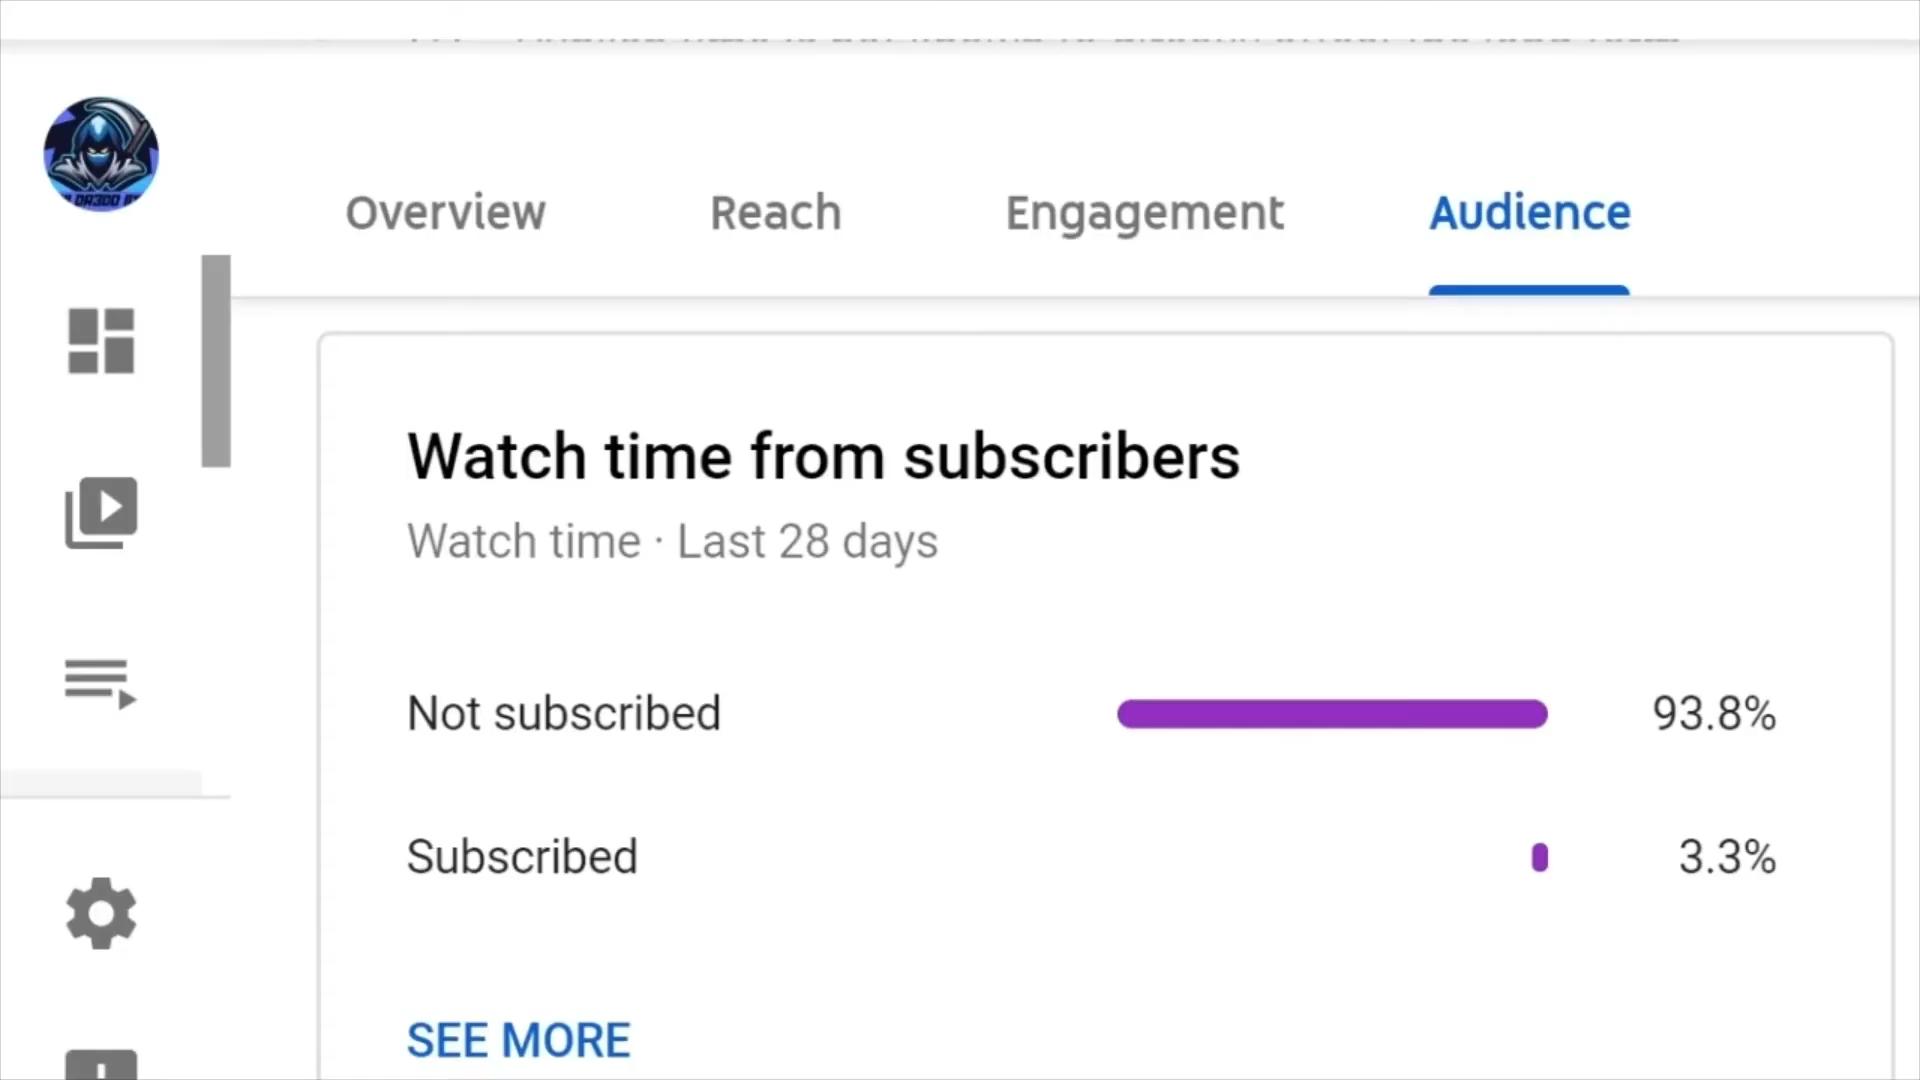 Overview
Reach
Engagement
Audience
Watch time from subscribers
Watch time · Last 28 days
Not subscribed 93.8%
Subscribed 3.3%
SEE MORE